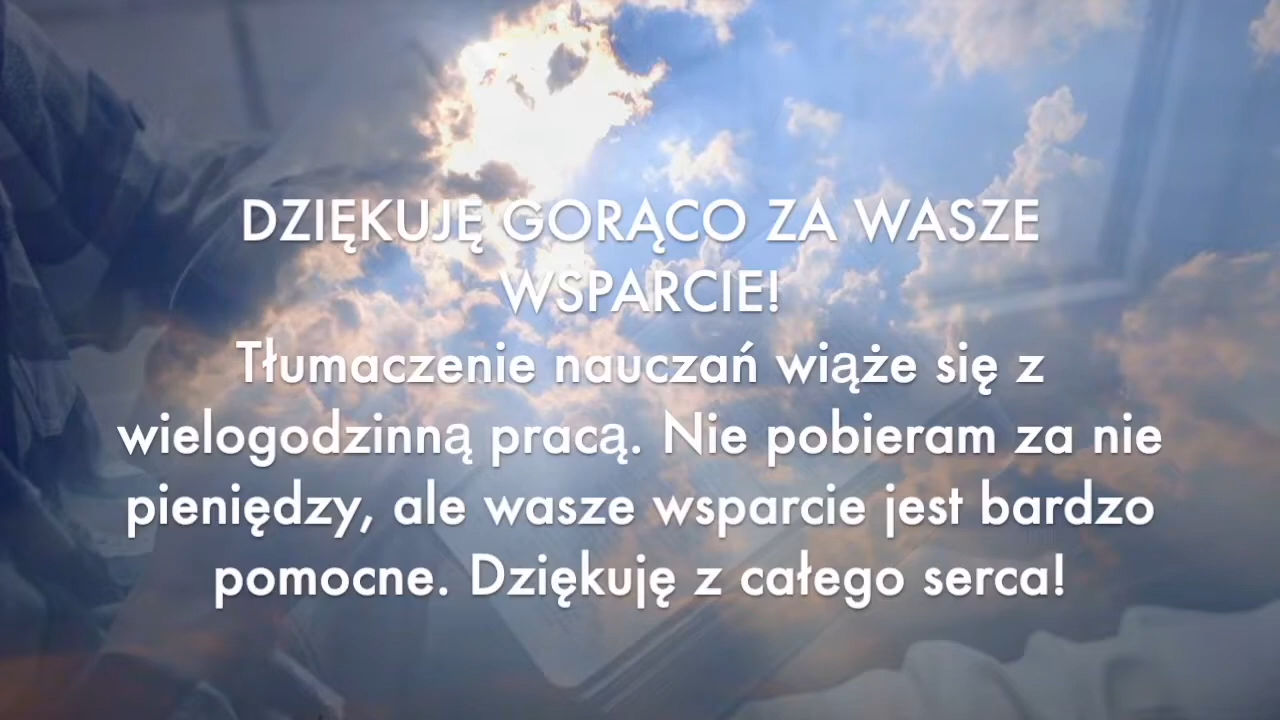 DZIĘKUJĘ GORĄCO ZA WASZE
WSPARCIE!
Tłumaczenie nauczań wiąże się z
wielogodzinną pracą. Nie pobieram za nie
pieniędzy, ale wasze wsparcie jest bardzo
pomocne. Dziękuję z całego serca!